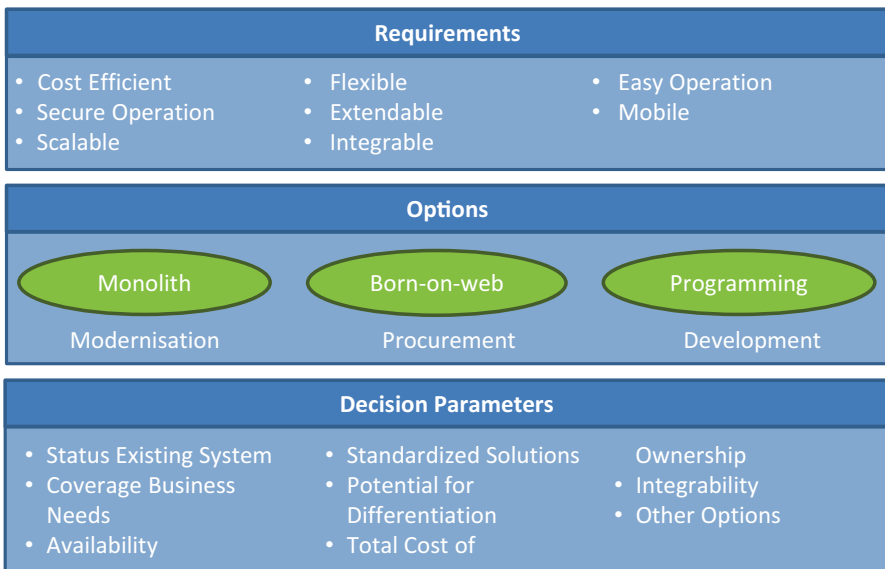 Requirements
• Cost Efficient
• Secure Operation
• Scalable
• Flexible
• Extendable
• Integrable
• Easy Operation
• Mobile
Options
Monolith
Modernisation
Born-on-web
Procurement
Programming
Development
Decision Parameters
• Status Existing System
• Coverage Business
Needs
• Availability
• Standardized Solutions
• Potential for
Differentiation
• Total Cost of
Ownership
• Integrability
• Other Options